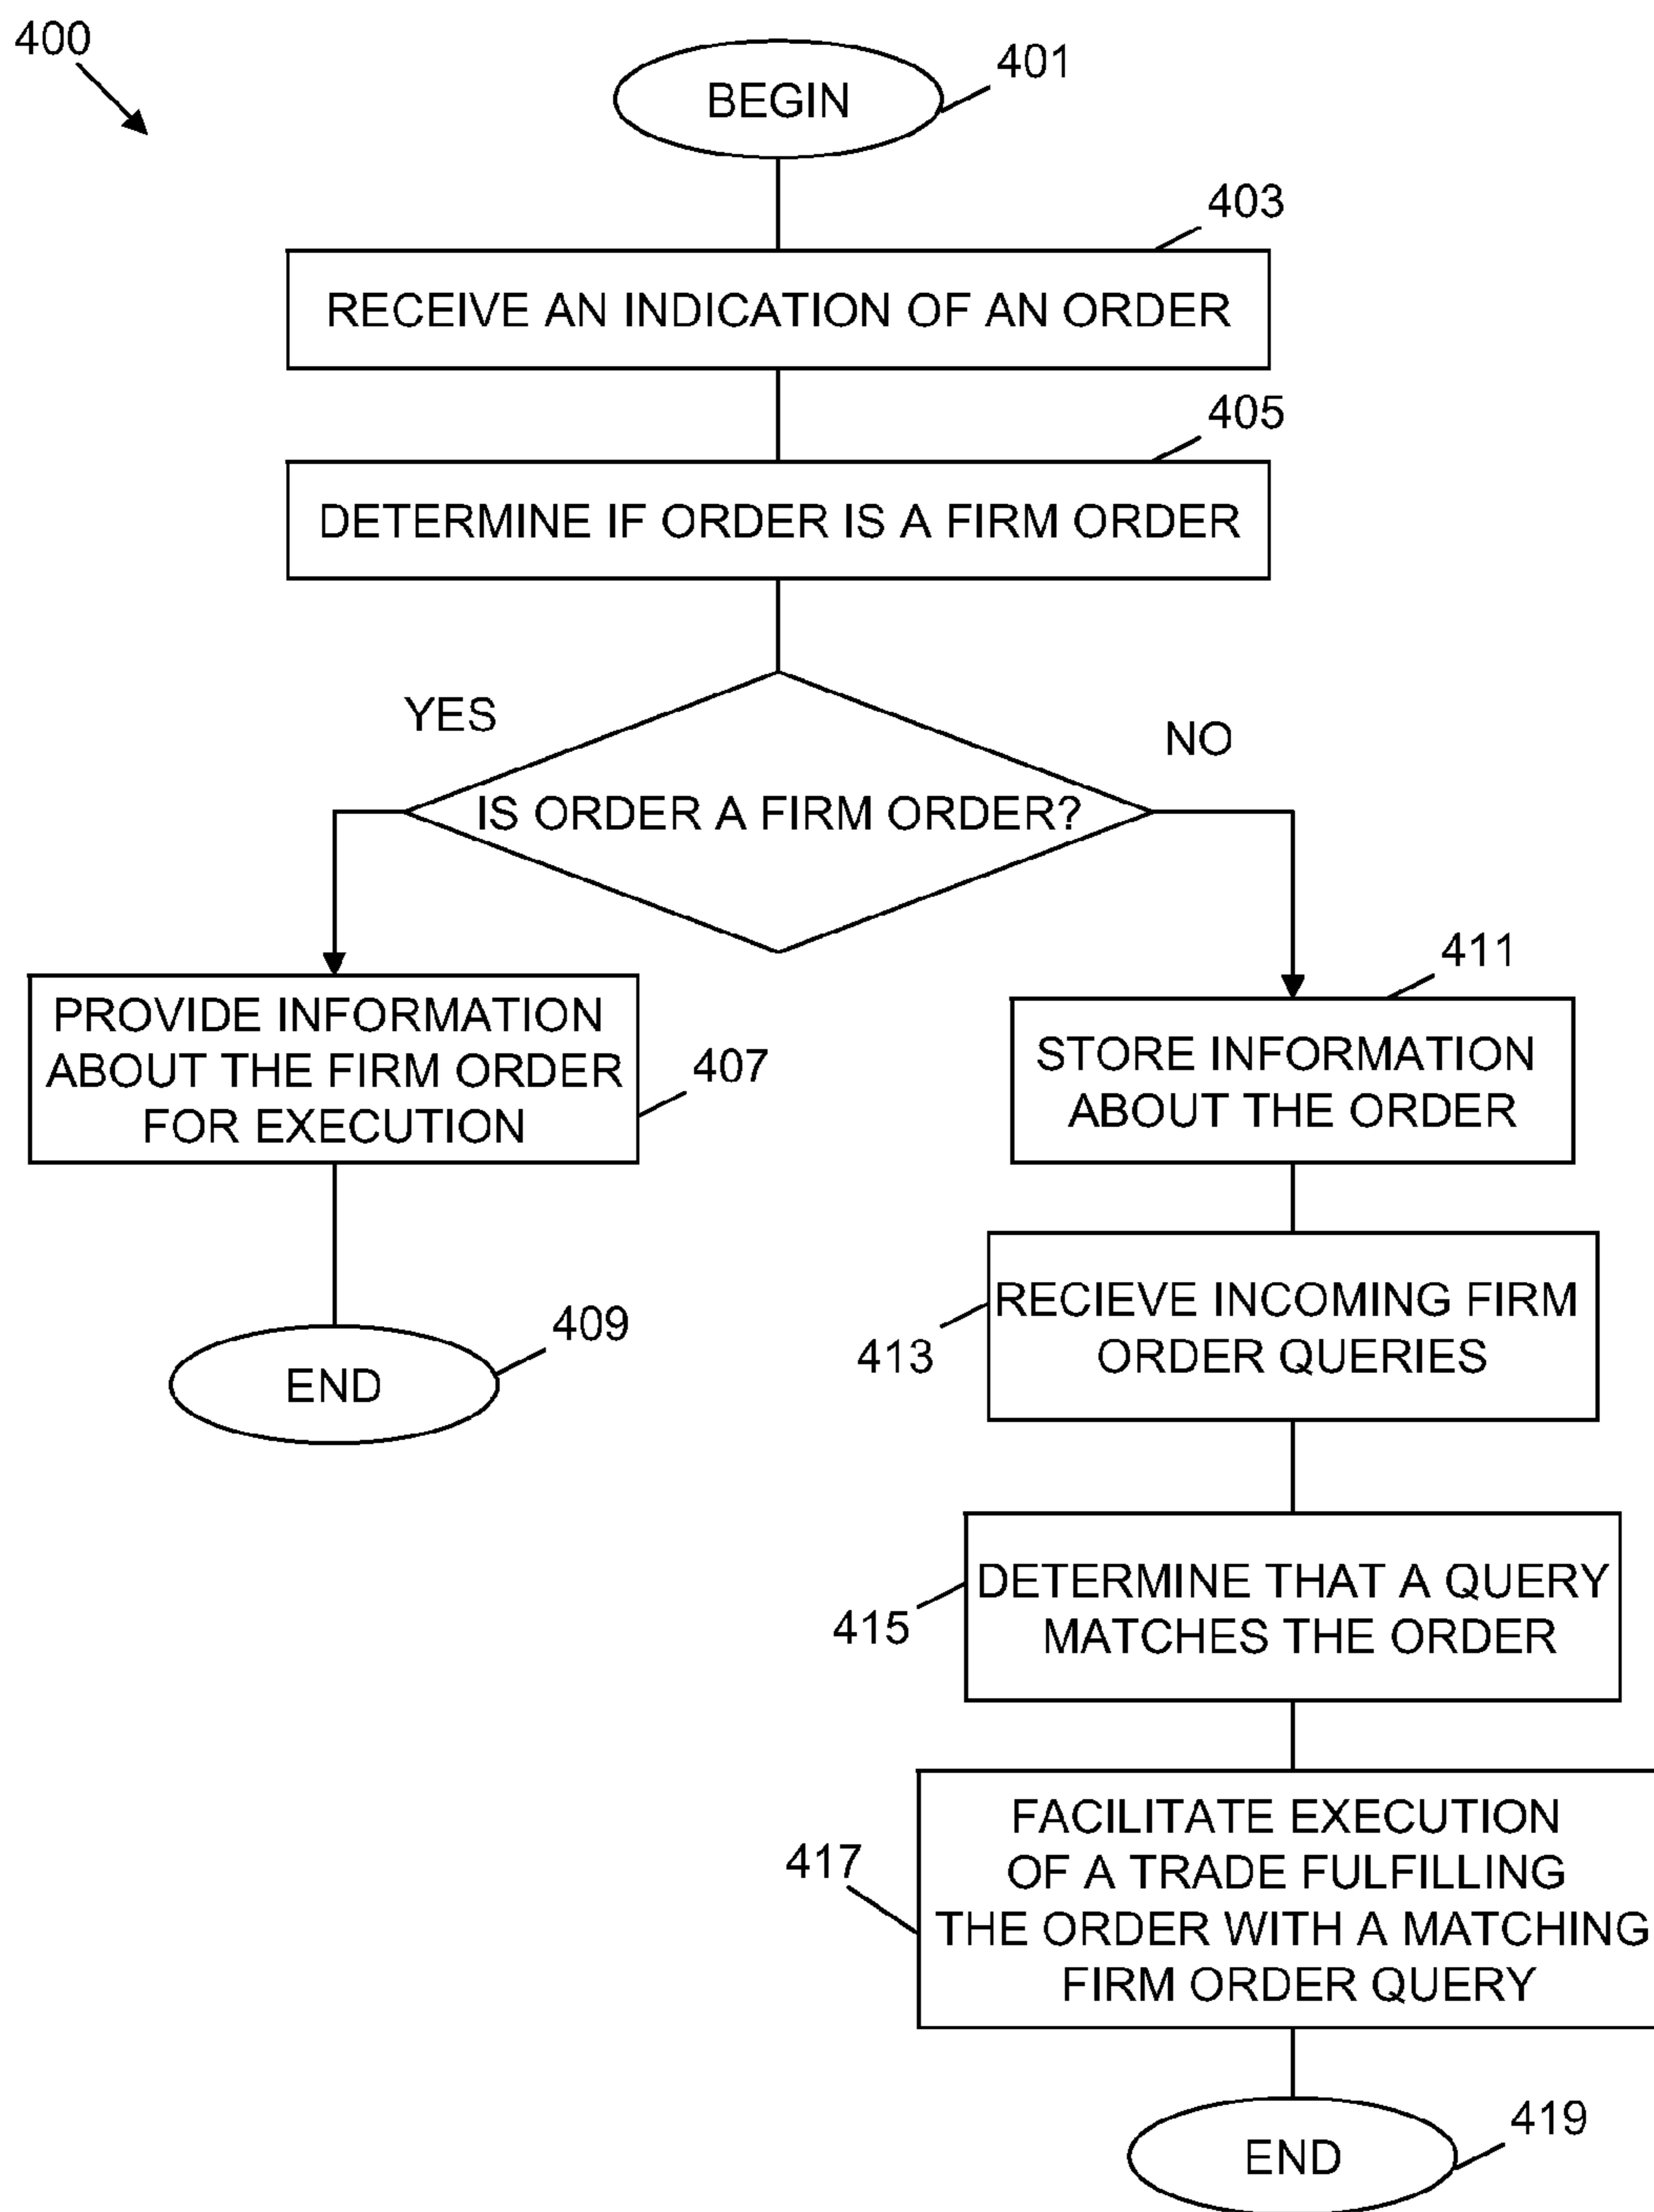 400
BEGIN
401
403
RECEIVE AN INDICATION OF AN ORDER
405
DETERMINE IF ORDER IS A FIRM ORDER
YES
NO
IS ORDER A FIRM ORDER?
PROVIDE INFORMATION
ABOUT THE FIRM ORDER
FOR EXECUTION
407
409
END
411
STORE INFORMATION
ABOUT THE ORDER
RECIEVE INCOMING FIRM
ORDER QUERIES
413
DETERMINE THAT A QUERY
MATCHES THE ORDER
415
FACILITATE EXECUTION
OF A TRADE FULFILLING
THE ORDER WITH A MATCHING
FIRM ORDER QUERY
417
419
END